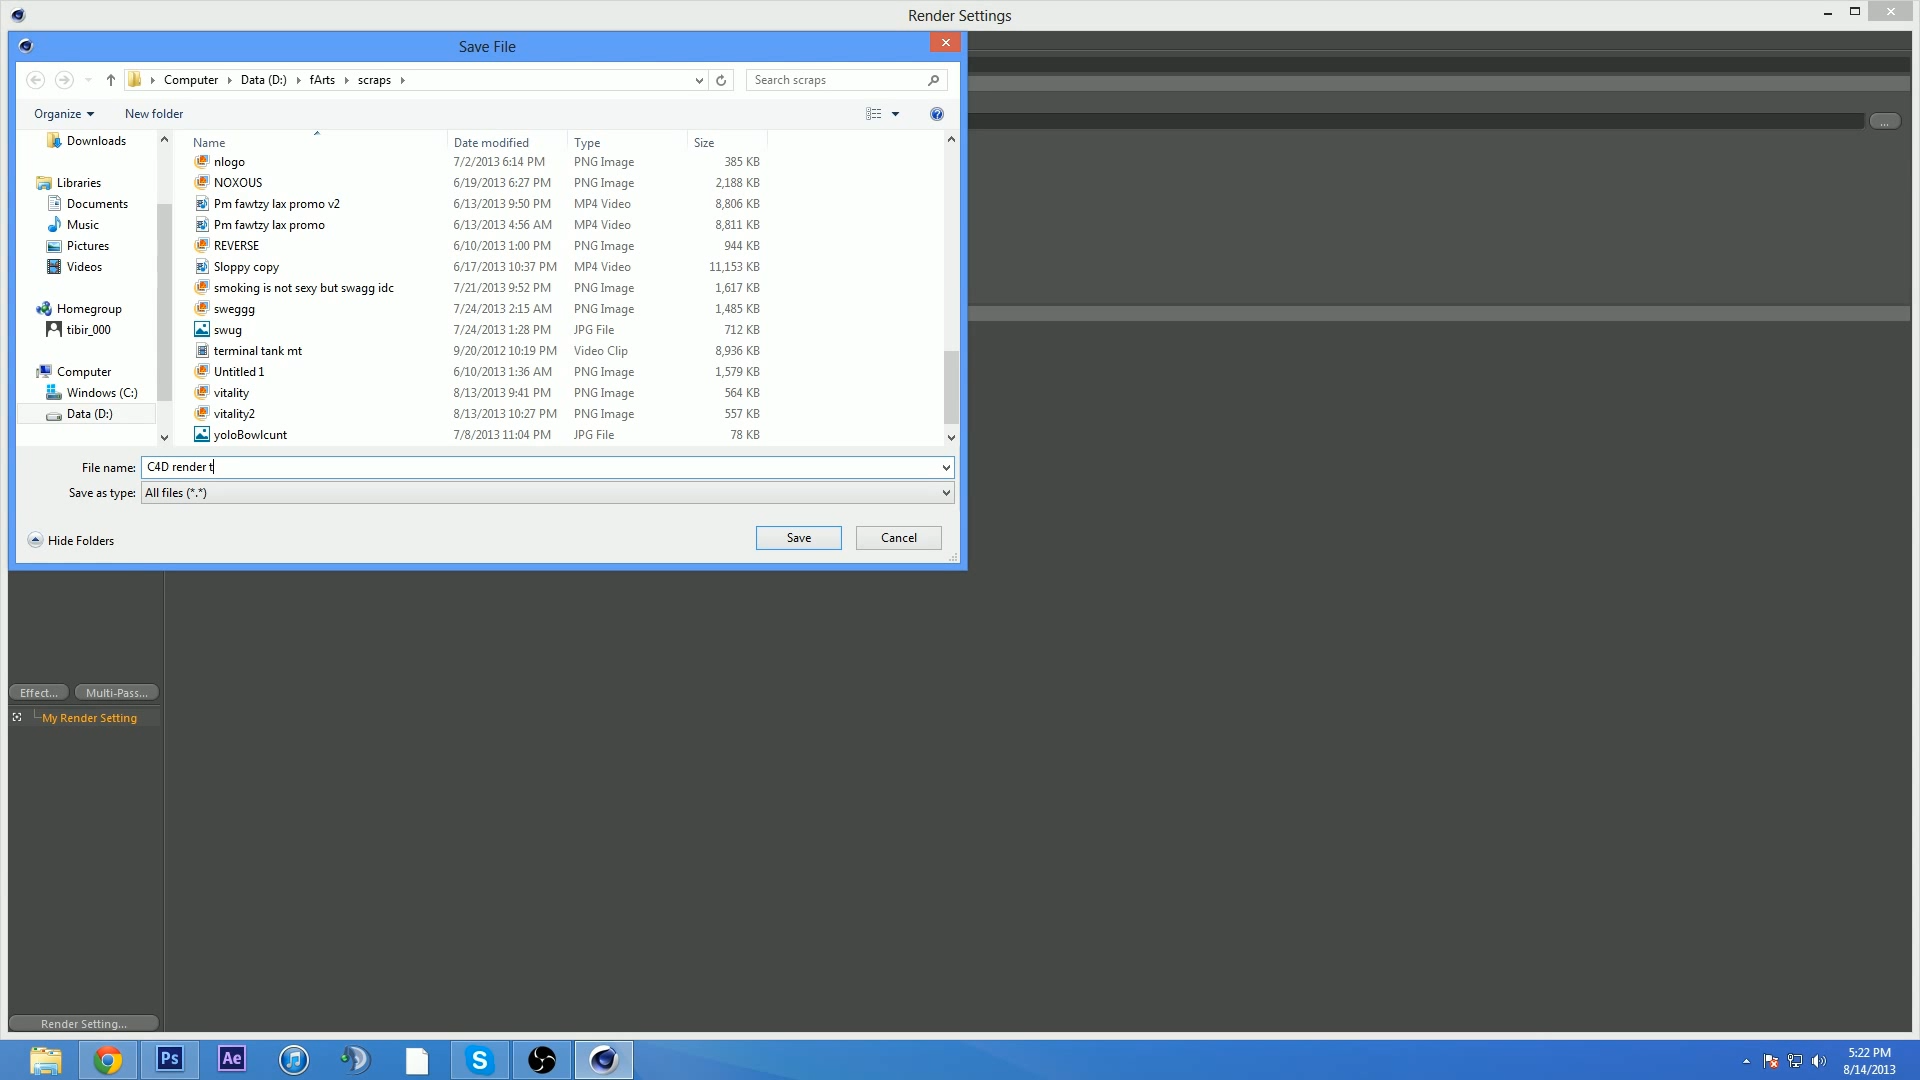 Render Settings
Save File
Computer Data (D:) fArts scraps
Search scraps
Organize New folder
Downloads
Libraries
Documents
Music
Pictures
Videos
Homegroup
tibir_000
Computer
Windows (C:)
Data (D:)
Name Date modified Type Size
nlogo 7/2/2013 6:14 PM PNG Image 385 KB
NOXOUS 6/19/2013 6:27 PM PNG Image 2,188 KB
Pm fawtzy lax promo v2 6/13/2013 9:50 PM MP4 Video 8,806 KB
Pm fawtzy lax promo 6/13/2013 4:56 AM MP4 Video 8,811 KB
REVERSE 6/10/2013 1:00 PM PNG Image 944 KB
Sloppy copy 6/17/2013 10:37 PM MP4 Video 11,153 KB
smoking is not sexy but swagg idc 7/21/2013 9:52 PM PNG Image 1,617 KB
sweggg 7/24/2013 2:15 AM PNG Image 1,485 KB
swug 7/24/2013 1:28 PM JPG File 712 KB
terminal tank mt 9/20/2012 10:19 PM Video Clip 8,936 KB
Untitled 1 6/10/2013 1:36 AM PNG Image 1,579 KB
vitality 8/13/2013 9:41 PM PNG Image 564 KB
vitality2 8/13/2013 10:27 PM PNG Image 557 KB
yoloBowlcunt 7/8/2013 11:04 PM JPG File 78 KB
File name: C4D render t
Save as type: All files (*.*)
Hide Folders Save Cancel
...
Effect... Multi-Pass...
My Render Setting
Render Setting...
Ps Ae S
5:22 PM
8/14/2013